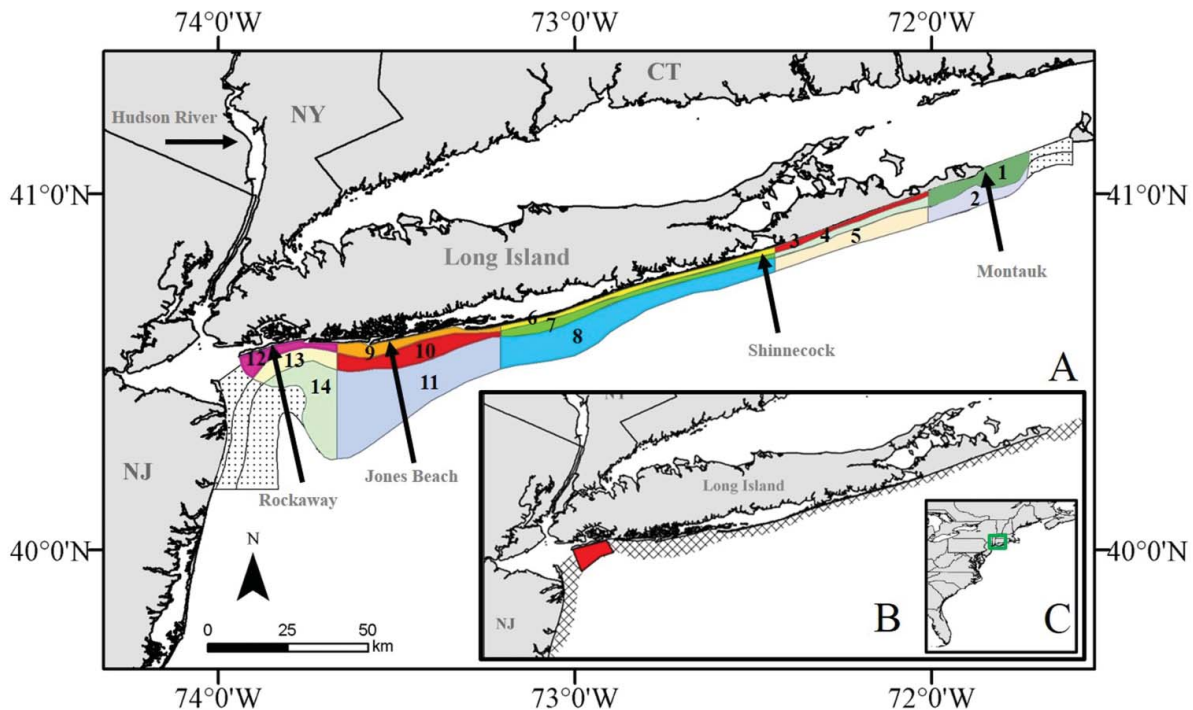 74°0'W 73°0'W 72°0'W
CT
Hudson River
NY
41°0'N 41°0'N
1
2
3
4
5
Long Island
Montauk
6
7
8
Shinnecock
9
10
11
12
13
14
A
NJ
Rockaway
Jones Beach
Long Island
40°0'N 40°0'N
N
0 25 50
km
NJ
B
C
74°0'W 73°0'W 72°0'W